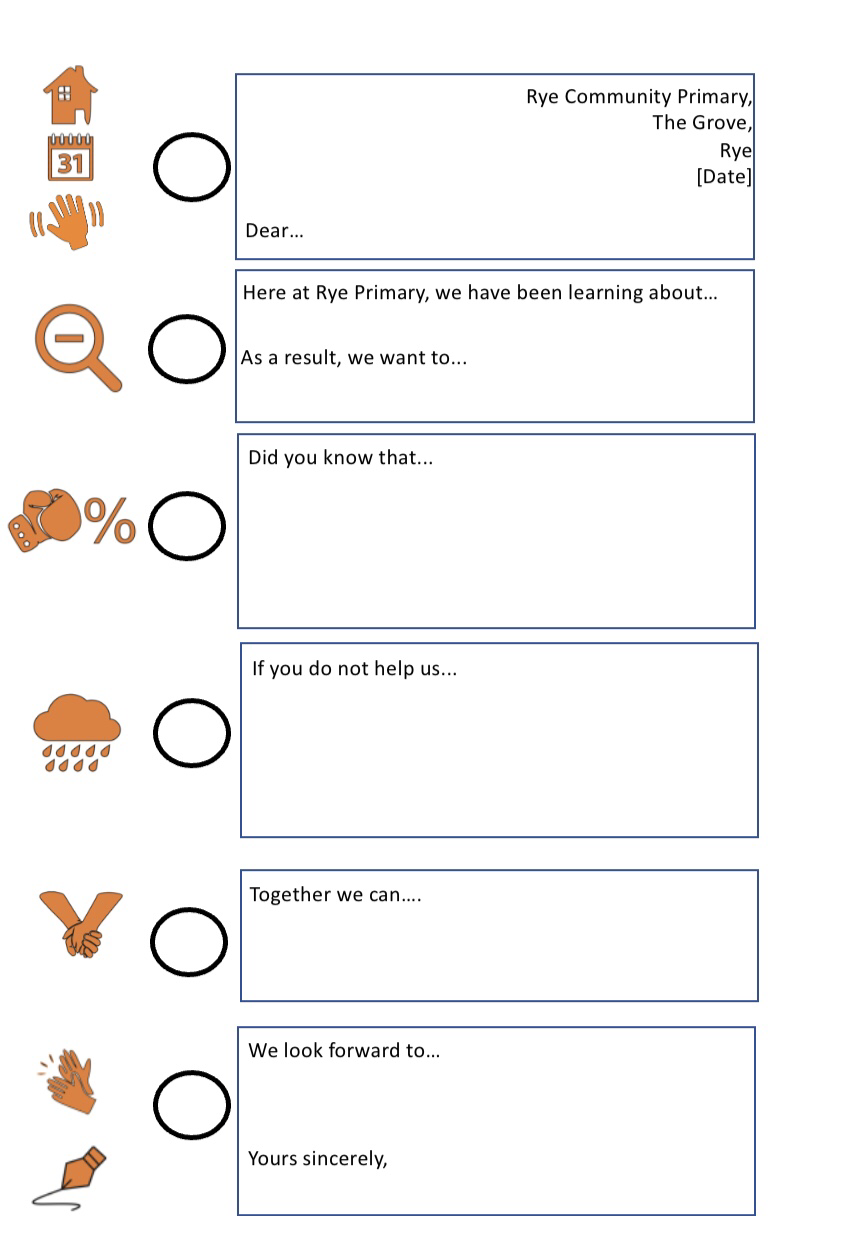 Rye Community Primary,
The Grove,
31
Rye
[Date]
Dear…
Here at Rye Primary, we have been learning about…
As a result, we want to...
Did you know that...
%
If you do not help us...
Together we can….
We look forward to…
Yours sincerely,